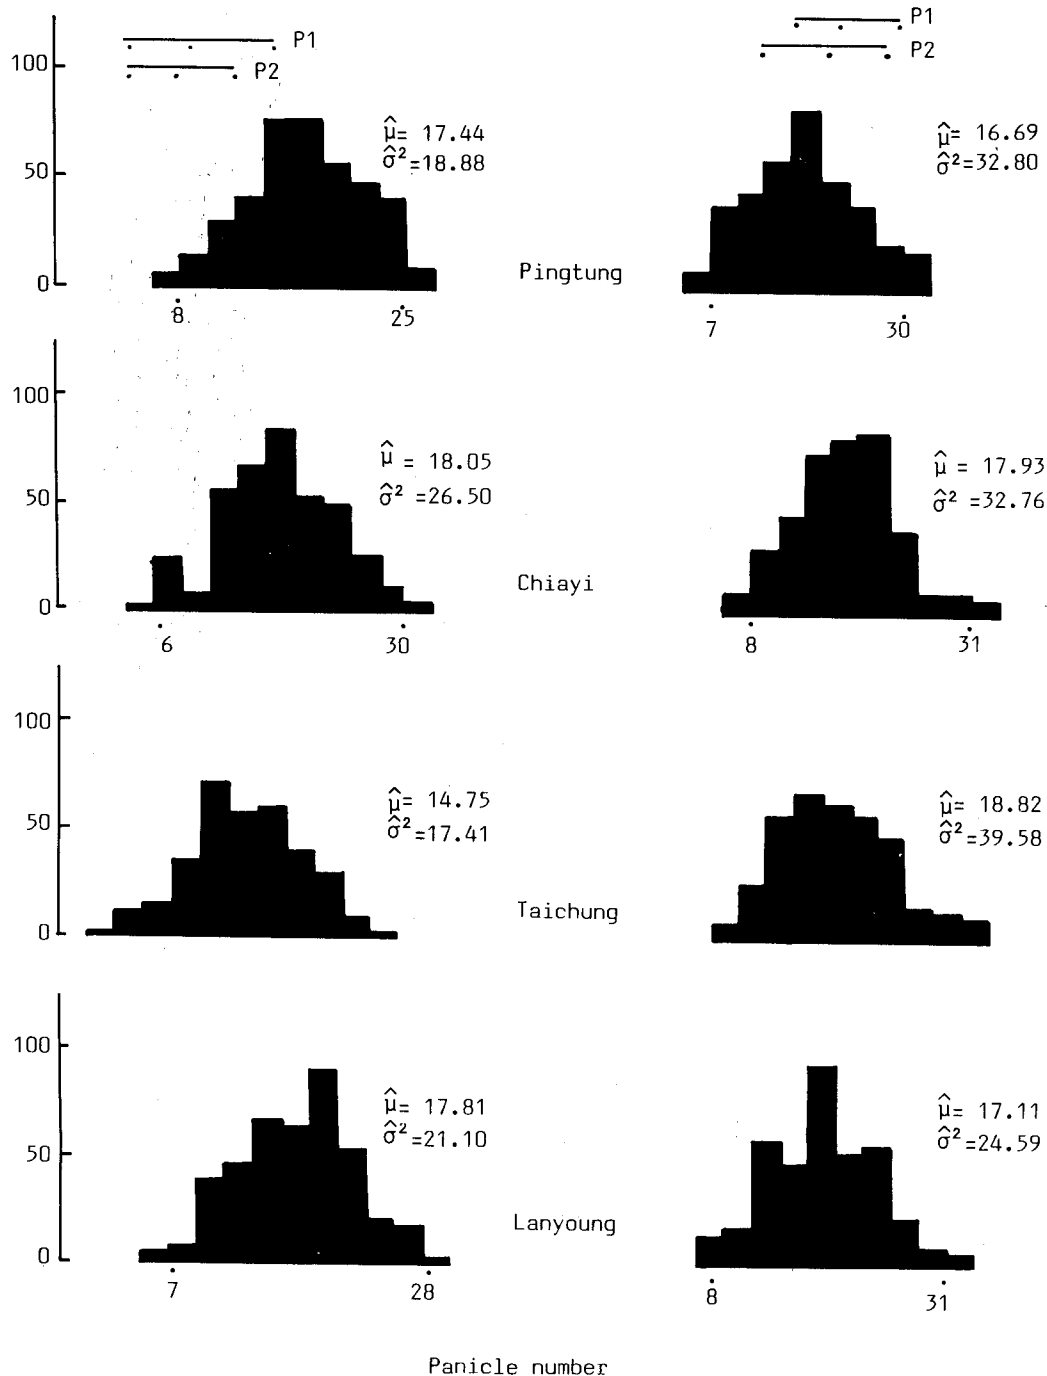 P1
P1
P2
P2
100
50
0
μ̂= 17.44
σ̂²=18.88
μ̂= 16.69
σ̂²=32.80
Pingtung
8
25
7
30
100
50
0
μ̂ = 18.05
σ̂² =26.50
μ̂ = 17.93
σ̂² =32.76
Chiayi
6
30
8
31
100
50
0
μ̂= 14.75
σ̂²=17.41
μ̂= 18.82
σ̂²=39.58
Taichung
100
50
0
μ̂= 17.81
σ̂²=21.10
μ̂= 17.11
σ̂²=24.59
Lanyoung
7
28
8
31
Panicle number